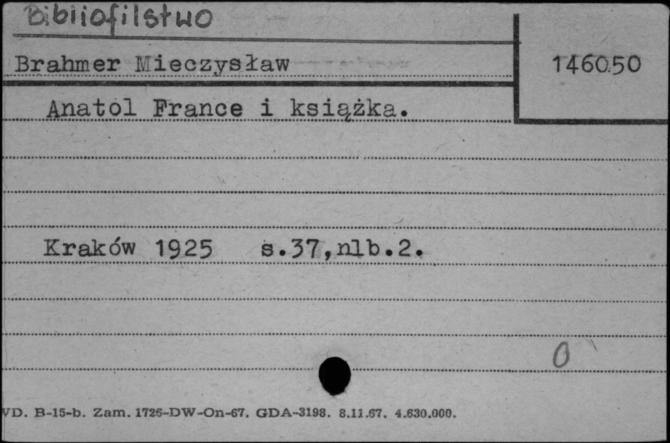 Bibliofilstwo
Brahmer Mieczysław
146050
Anatol France i książka.
Kraków 1925 s.37,nlb.2.
0
VD. B-15-b. Zam. 1726-DW-On-67. GDA-3198. 8.11.67. 4.630.000.